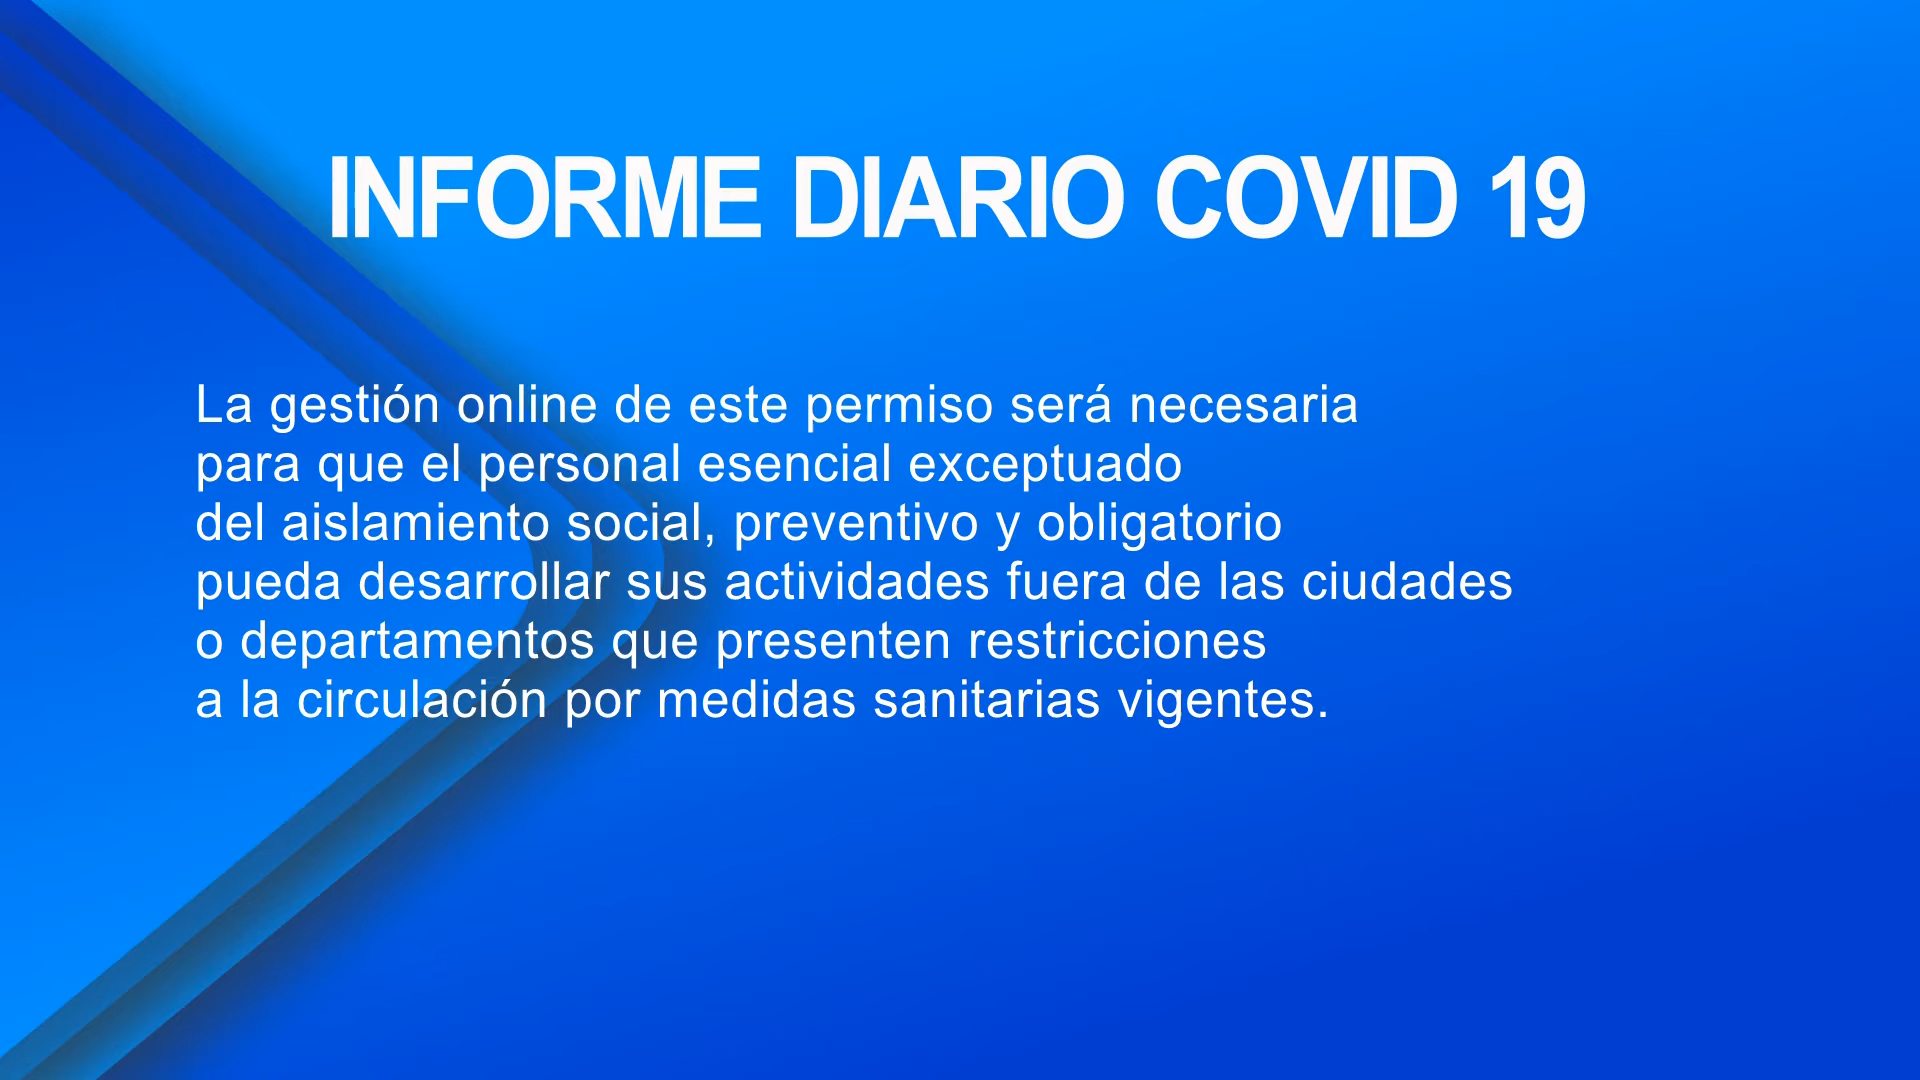 INFORME DIARIO COVID 19
La gestión online de este permiso será necesaria
para que el personal esencial exceptuado
del aislamiento social, preventivo y obligatorio
pueda desarrollar sus actividades fuera de las ciudades
o departamentos que presenten restricciones
a la circulación por medidas sanitarias vigentes.